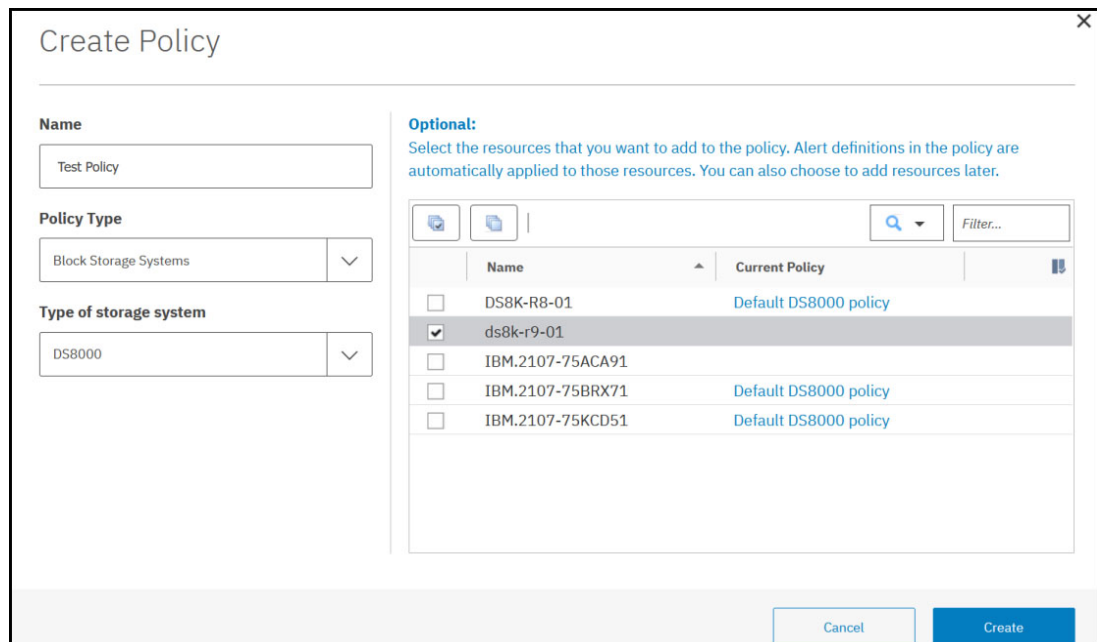 Create Policy
Name
Test Policy
Policy Type
Block Storage Systems
Type of storage system
DS8000
Optional:
Select the resources that you want to add to the policy. Alert definitions in the policy are
automatically applied to those resources. You can also choose to add resources later.
Filter...
Name Current Policy
DS8K-R8-01 Default DS8000 policy
ds8k-r9-01
IBM.2107-75ACA91
IBM.2107-75BRX71 Default DS8000 policy
IBM.2107-75KCD51 Default DS8000 policy
Cancel Create